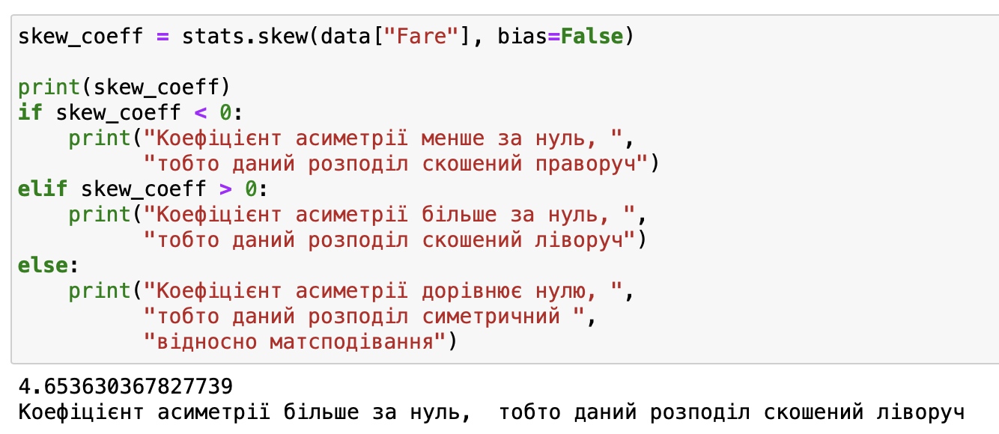 skew_coeff = stats.skew(data["Fare"], bias=False)

print(skew_coeff)
if skew_coeff < 0:
    print("Коефіцієнт асиметрії менше за нуль, ",
          "тобто даний розподіл скошений праворуч")
elif skew_coeff > 0:
    print("Коефіцієнт асиметрії більше за нуль, ",
          "тобто даний розподіл скошений ліворуч")
else:
    print("Коефіцієнт асиметрії дорівнює нулю, ",
          "тобто даний розподіл симетричний ",
          "відносно матсподівання")
4.653630367827739
Коефіцієнт асиметрії більше за нуль,  тобто даний розподіл скошений ліворуч